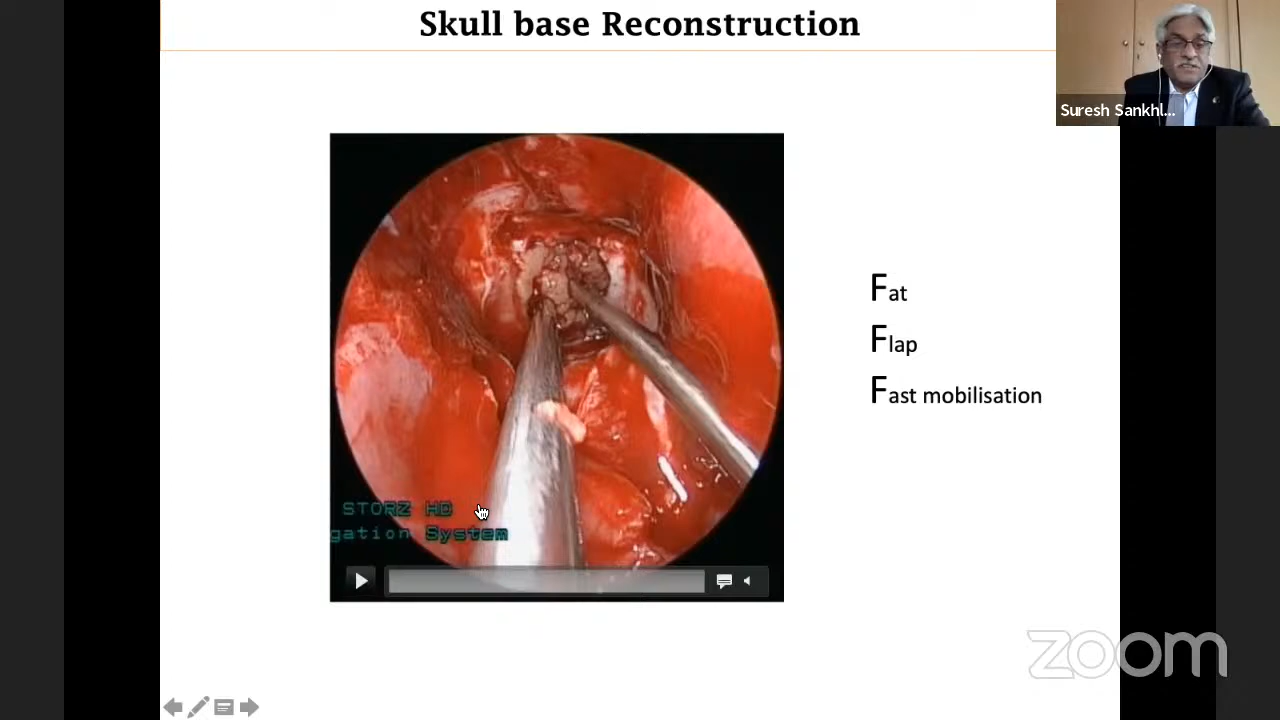 Skull base Reconstruction
Suresh Sankhl...
Fat
Flap
Fast mobilisation
STORZ HD
gation System
zoom